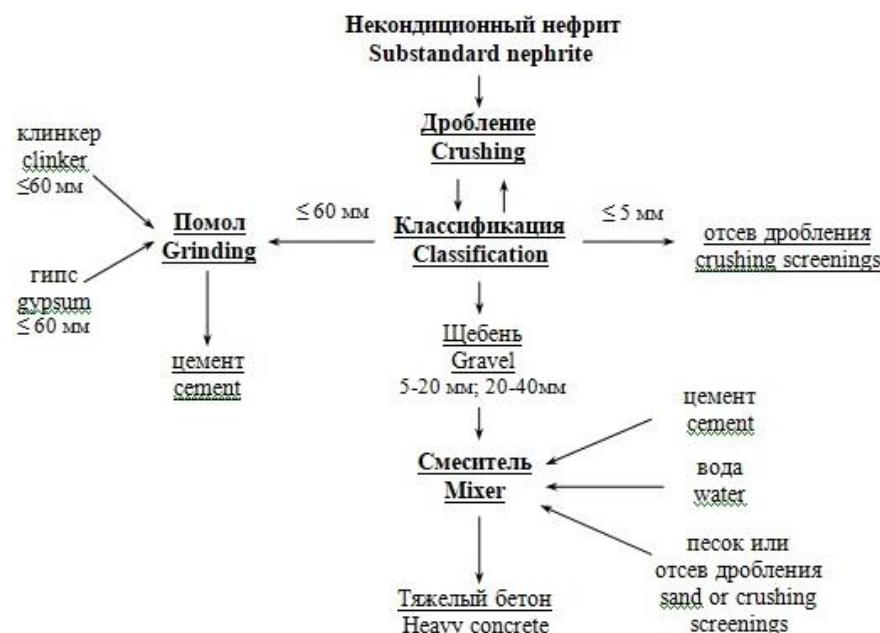 Некондиционный нефрит
Substandard nephrite
Дробление
Crushing
клинкер
clinker
≤60 мм
Помол
Grinding
≤ 60 мм
Классификация
Classification
≤ 5 мм
отсев дробления
crushing screenings
гипс
gypsum
≤ 60 мм
цемент
cement
Щебень
Gravel
5-20 мм; 20-40мм
цемент
cement
Смеситель
Mixer
вода
water
песок или
отсев дробления
sand or crushing
screenings
Тяжелый бетон
Heavy concrete